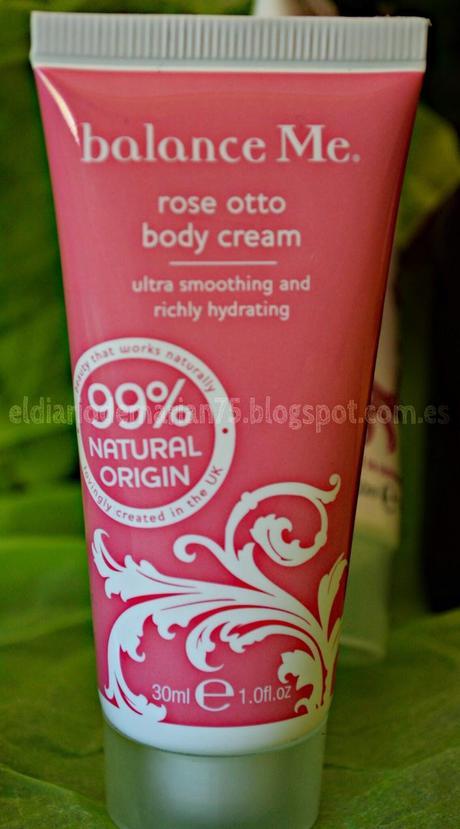 balance Me.®
rose otto
body cream
ultra smoothing and
richly hydrating
beauty that works naturally
99%
NATURAL
ORIGIN
lovingly created in the UK
eldiariodemarian75.blogspot.com.es
30ml ℮ 1.0fl.oz